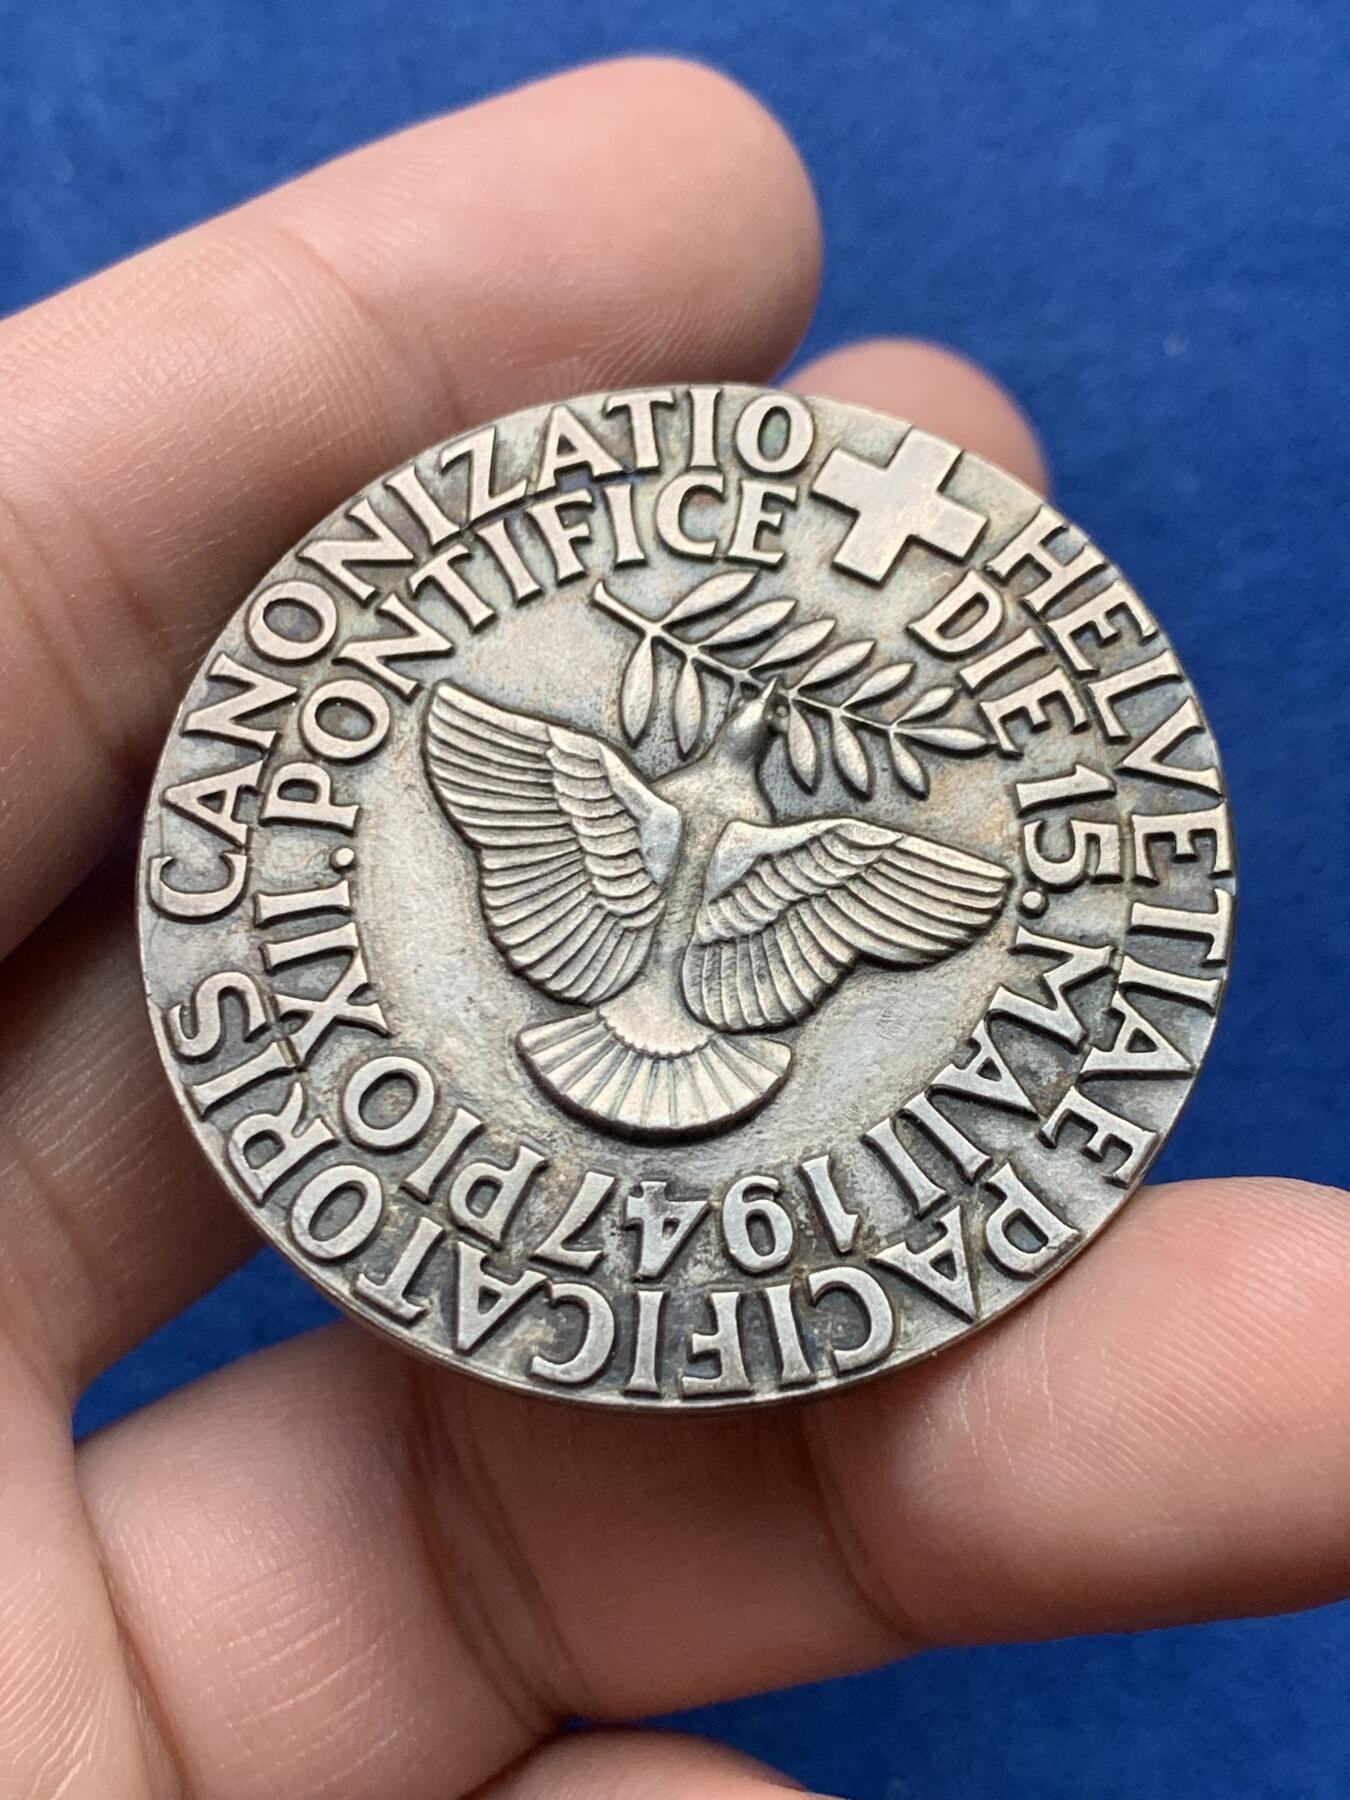 HELVETIAE PACIFICATORIS CANONIZATIO
DIE 15. MAII 1947 PIO XII. PONTIFICE